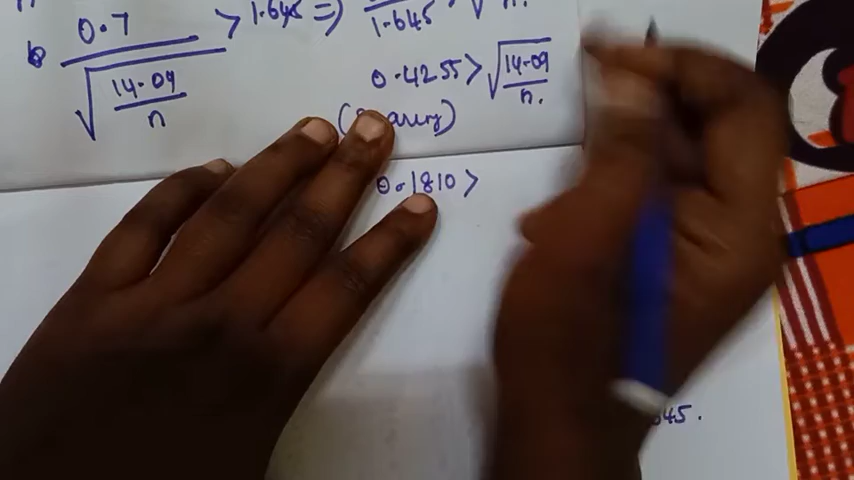 0.7 / √(14.09/n) > 1.645 ⇒) /1.645 . √ n.
0.4255 > √(14.09/n.)
0.1810 >
645.